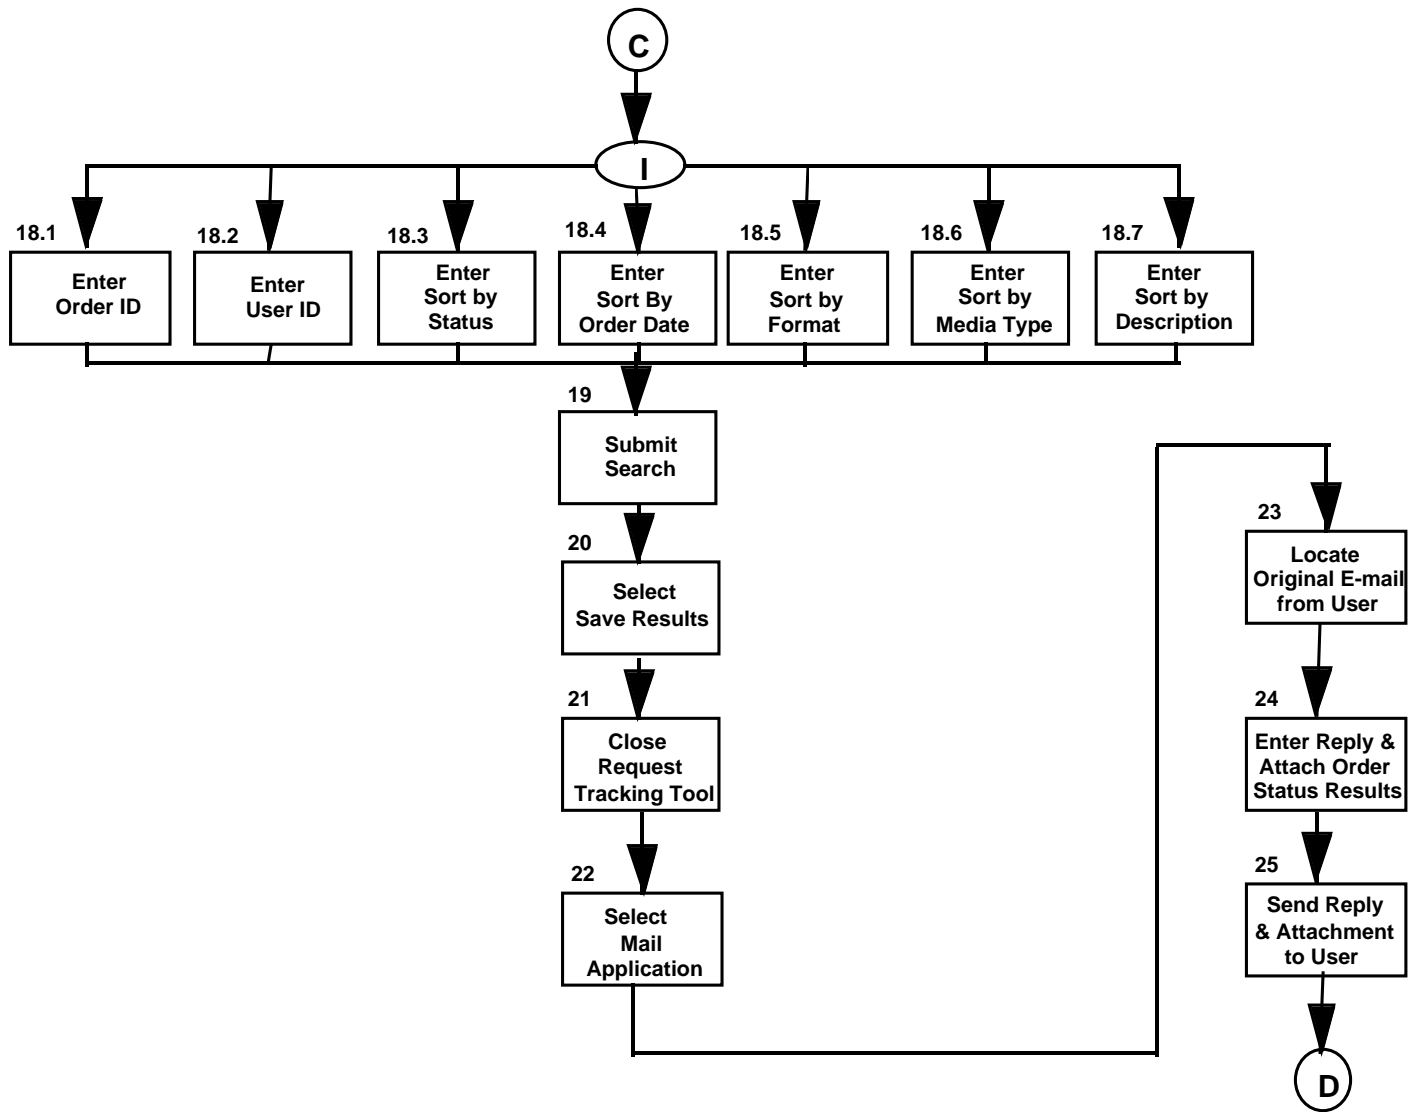 C
I
18.1
Enter
Order ID
18.2
Enter
User ID
18.3
Enter
Sort by
Status
18.4
Enter
Sort By
Order Date
18.5
Enter
Sort by
Format
18.6
Enter
Sort by
Media Type
18.7
Enter
Sort by
Description
19
Submit
Search
20
Select
Save Results
21
Close
Request
Tracking Tool
22
Select
Mail
Application
23
Locate
Original E-mail
from User
24
Enter Reply &
Attach Order
Status Results
25
Send Reply
& Attachment
to User
D